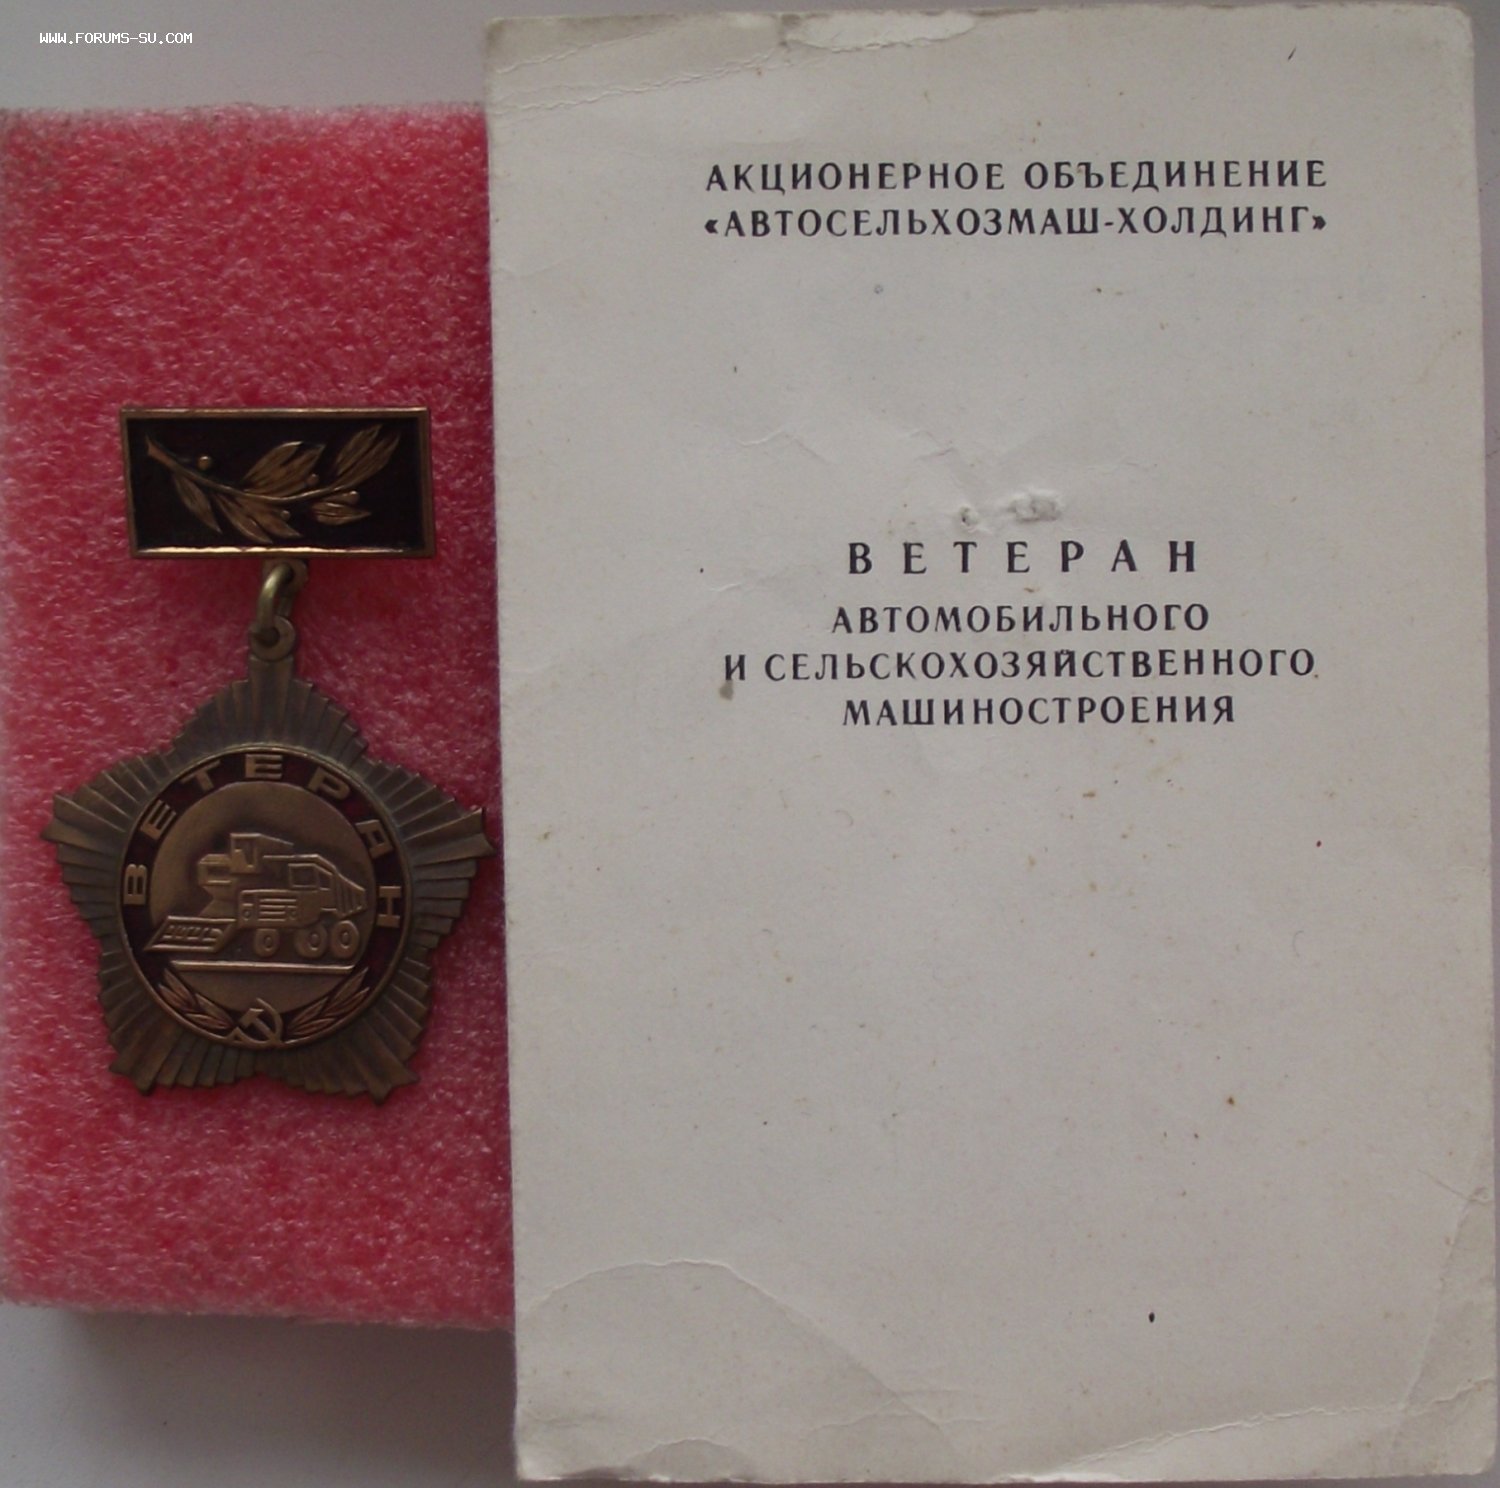 WWW.FORUMS-SU.COM
АКЦИОНЕРНОЕ ОБЪЕДИНЕНИЕ
«АВТОСЕЛЬХОЗМАШ-ХОЛДИНГ»
ВЕТЕРАН
АВТОМОБИЛЬНОГО
И СЕЛЬСКОХОЗЯЙСТВЕННОГО
МАШИНОСТРОЕНИЯ
ВЕТЕРАН